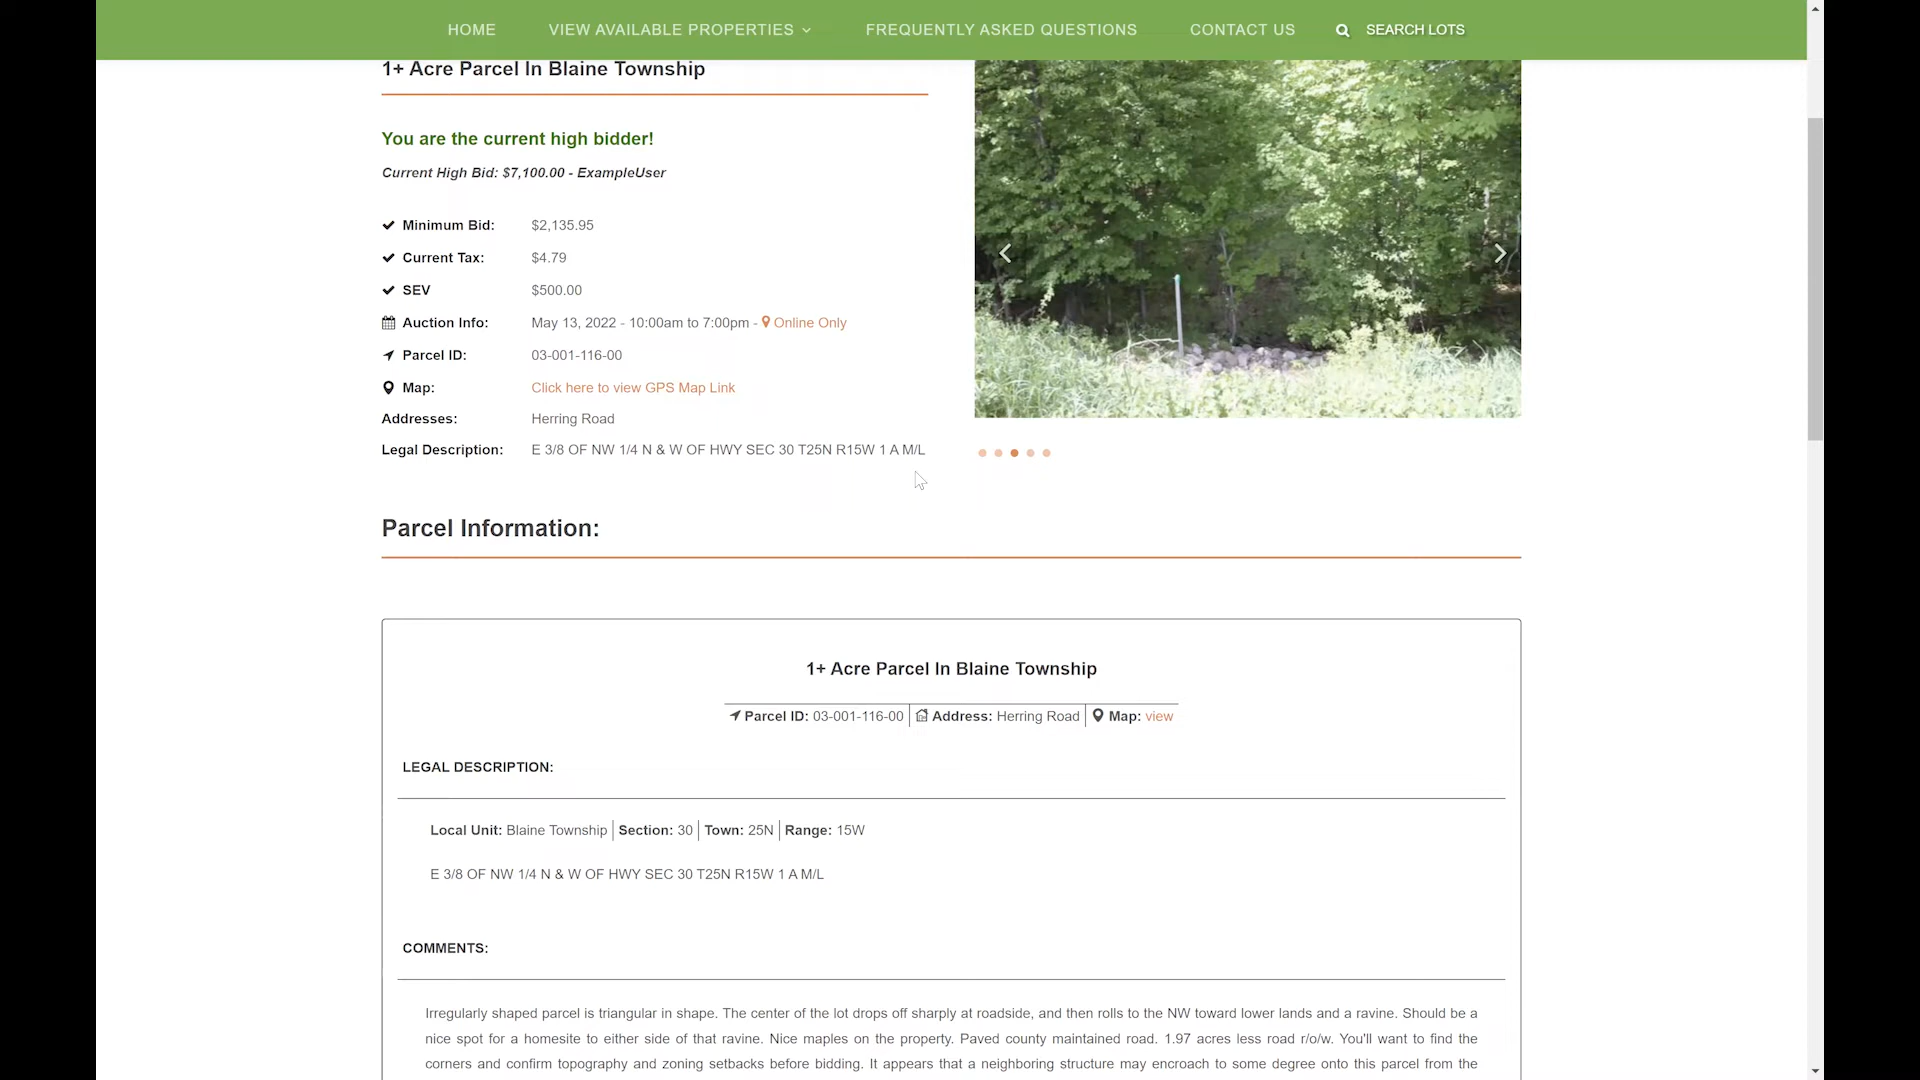 HOME VIEW AVAILABLE PROPERTIES FREQUENTLY ASKED QUESTIONS CONTACT US SEARCH LOTS
1+ Acre Parcel In Blaine Township
You are the current high bidder!
Current High Bid: $7,100.00 - ExampleUser
Minimum Bid: $2,135.95
Current Tax: $4.79
SEV $500.00
Auction Info: May 13, 2022 - 10:00am to 7:00pm - Online Only
Parcel ID: 03-001-116-00
Map: Click here to view GPS Map Link
Addresses: Herring Road
Legal Description: E 3/8 OF NW 1/4 N & W OF HWY SEC 30 T25N R15W 1 A M/L
Parcel Information:
1+ Acre Parcel In Blaine Township
Parcel ID: 03-001-116-00 Address: Herring Road Map: view
LEGAL DESCRIPTION:
Local Unit: Blaine Township Section: 30 Town: 25N Range: 15W
E 3/8 OF NW 1/4 N & W OF HWY SEC 30 T25N R15W 1 A M/L
COMMENTS:
Irregularly shaped parcel is triangular in shape. The center of the lot drops off sharply at roadside, and then rolls to the NW toward lower lands and a ravine. Should be a
nice spot for a homesite to either side of that ravine. Nice maples on the property. Paved county maintained road. 1.97 acres less road r/o/w. You'll want to find the
corners and confirm topography and zoning setbacks before bidding. It appears that a neighboring structure may encroach to some degree onto this parcel from the